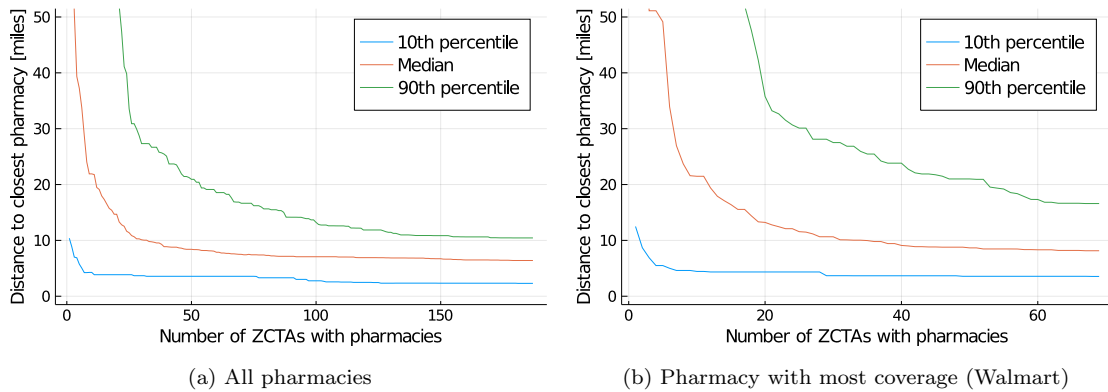 Distance to closest pharmacy [miles]
50
40
30
20
10
0
10th percentile
Median
90th percentile
0
50
100
150
Number of ZCTAs with pharmacies
(a) All pharmacies
Distance to closest pharmacy [miles]
50
40
30
20
10
0
10th percentile
Median
90th percentile
0
20
40
60
Number of ZCTAs with pharmacies
(b) Pharmacy with most coverage (Walmart)